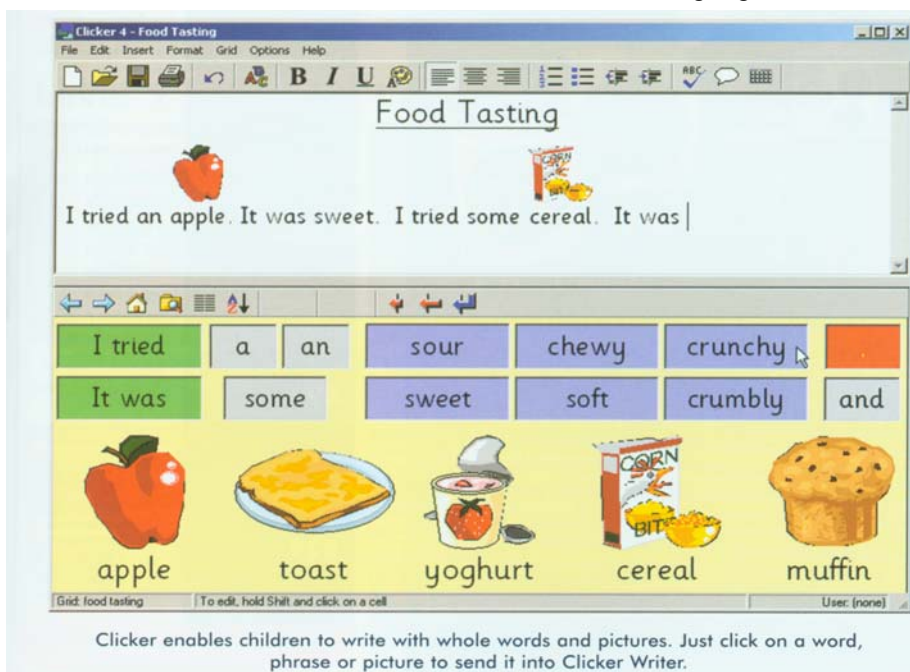 Clicker 4 - Food Tasting
File Edit Insert Format Grid Options Help
B I U ABC
Food Tasting
CORN
I tried an apple. It was sweet. I tried some cereal. It was
I tried a an sour chewy crunchy
It was some sweet soft crumbly and
CORN
BIT
apple toast yoghurt cereal muffin
Grid: food tasting To edit, hold Shift and click on a cell User: (none)
Clicker enables children to write with whole words and pictures. Just click on a word,
phrase or picture to send it into Clicker Writer.